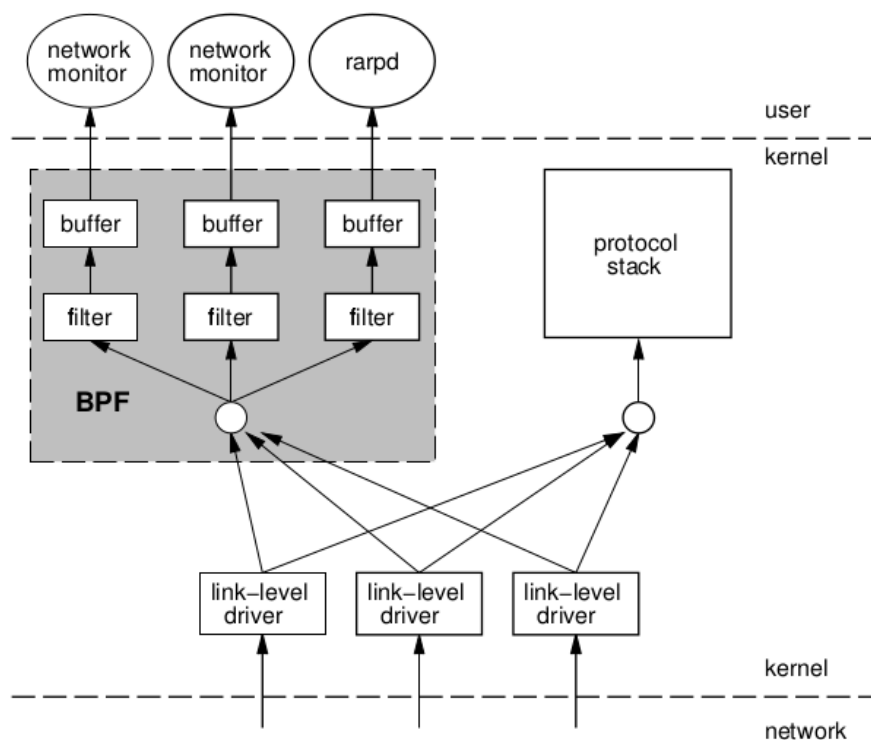 network
monitor
network
monitor
rarpd
user
kernel
buffer
buffer
buffer
protocol
stack
filter
filter
filter
BPF
link-level
driver
link-level
driver
link-level
driver
kernel
network